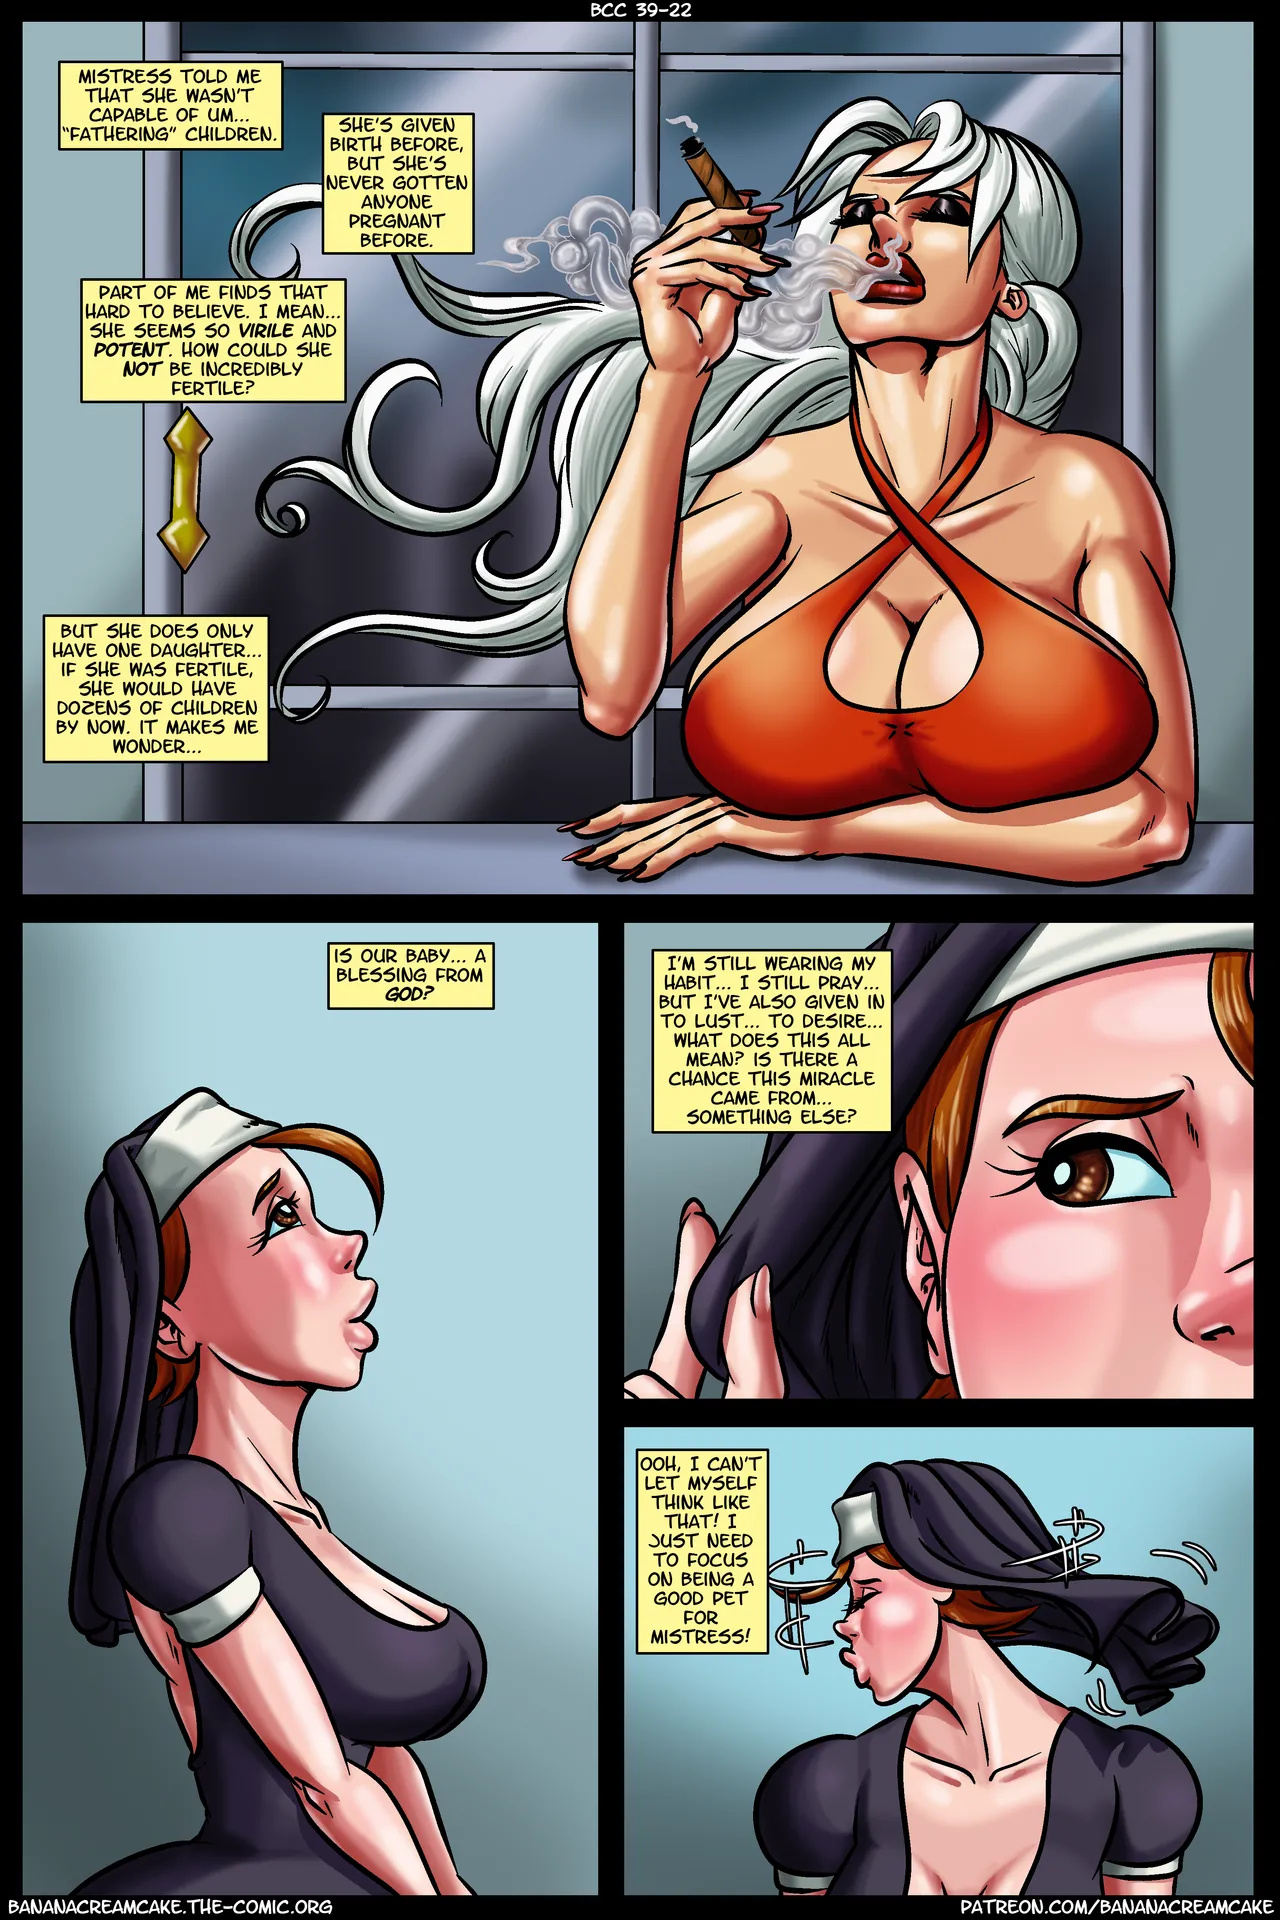 BCC 39-22
MISTRESS TOLD ME
THAT SHE WASN'T
CAPABLE OF UM...
"FATHERING" CHILDREN.
SHE'S GIVEN
BIRTH BEFORE,
BUT SHE'S
NEVER GOTTEN
ANYONE
PREGNANT
BEFORE.
PART OF ME FINDS THAT
HARD TO BELIEVE. I MEAN...
SHE SEEMS SO VIRILE AND
POTENT. HOW COULD SHE
NOT BE INCREDIBLY
FERTILE?
BUT SHE DOES ONLY
HAVE ONE DAUGHTER...
IF SHE WAS FERTILE,
SHE WOULD HAVE
DOZENS OF CHILDREN
BY NOW. IT MAKES ME
WONDER...
IS OUR BABY... A
BLESSING FROM
GOD?
I'M STILL WEARING MY
HABIT... I STILL PRAY...
BUT I'VE ALSO GIVEN IN
TO LUST... TO DESIRE...
WHAT DOES THIS ALL
MEAN? IS THERE A
CHANCE THIS MIRACLE
CAME FROM...
SOMETHING ELSE?
OOH, I CAN'T
LET MYSELF
THINK LIKE
THAT! I
JUST NEED
TO FOCUS
ON BEING A
GOOD PET
FOR
MISTRESS!
BANANACREAMCAKE.THE-COMIC.ORG
PATREON.COM/BANANACREAMCAKE